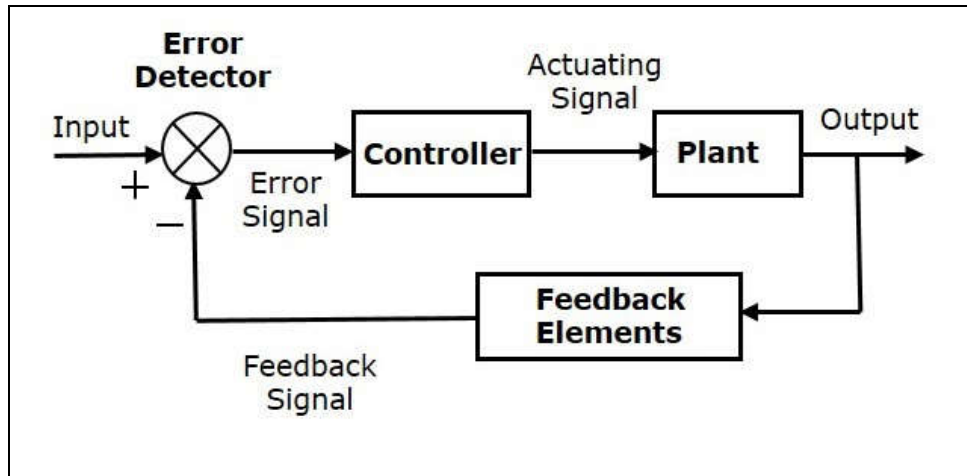 Error
Detector
Input
+
−
Error
Signal
Controller
Actuating
Signal
Plant
Output
Feedback
Elements
Feedback
Signal